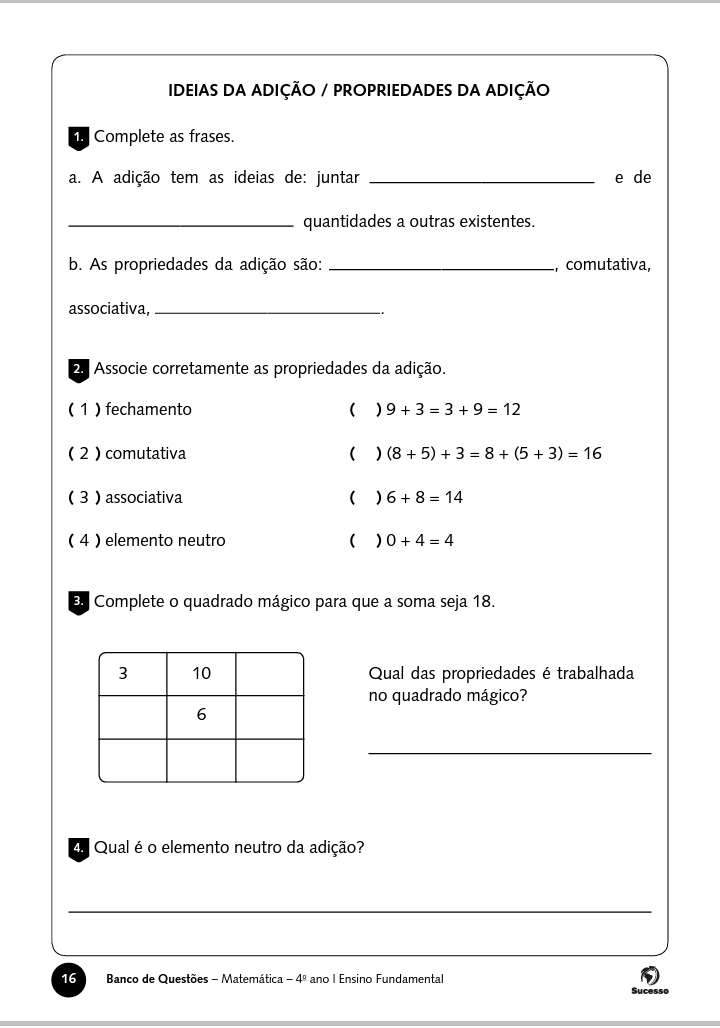 IDEIAS DA ADIÇÃO / PROPRIEDADES DA ADIÇÃO
1. Complete as frases.
a. A adição tem as ideias de: juntar ____________________ e de
____________________ quantidades a outras existentes.
b. As propriedades da adição são: ____________________, comutativa,
associativa, ____________________.
2. Associe corretamente as propriedades da adição.
( 1 ) fechamento ( ) 9 + 3 = 3 + 9 = 12
( 2 ) comutativa ( ) (8 + 5) + 3 = 8 + (5 + 3) = 16
( 3 ) associativa ( ) 6 + 8 = 14
( 4 ) elemento neutro ( ) 0 + 4 = 4
3. Complete o quadrado mágico para que a soma seja 18.
3 10
6
Qual das propriedades é trabalhada
no quadrado mágico?
4. Qual é o elemento neutro da adição?
16 Banco de Questões – Matemática – 4º ano | Ensino Fundamental
Sucesso